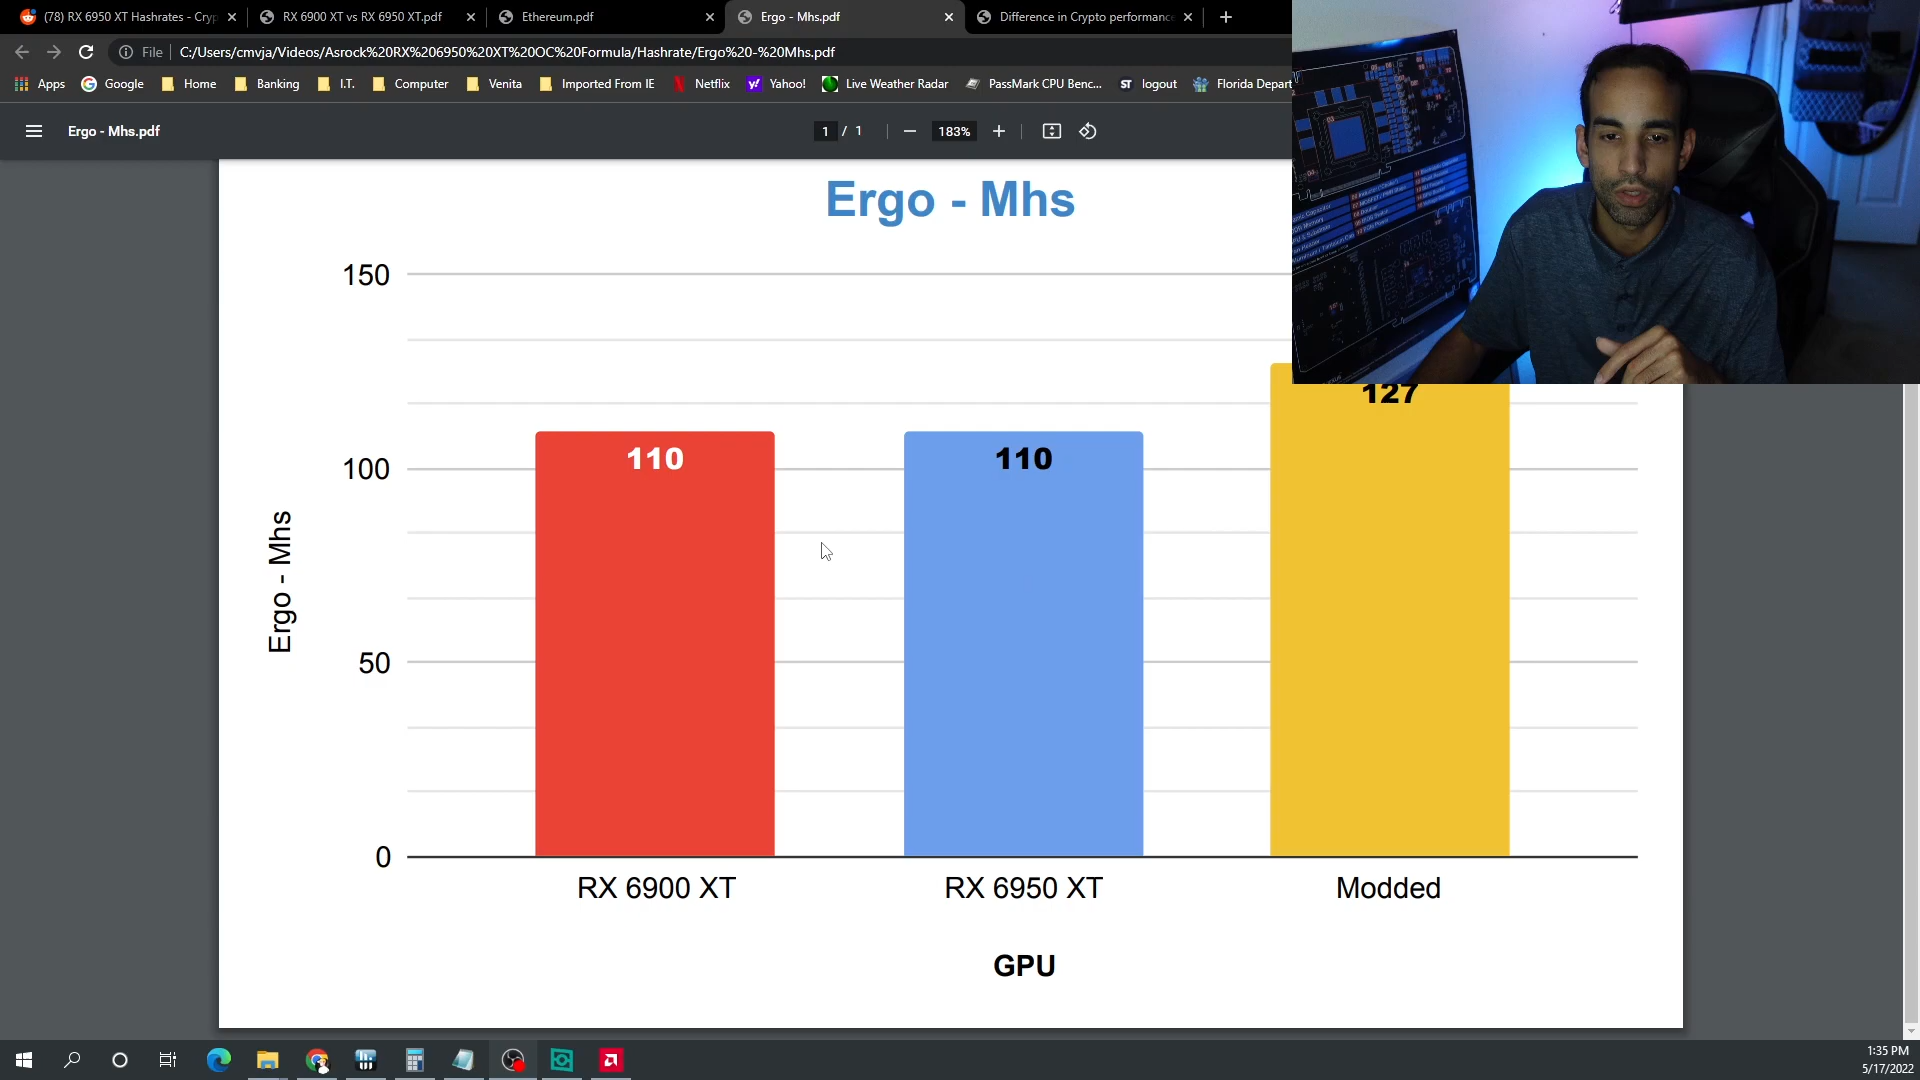 (78) RX 6950 XT Hashrates - Cryp
RX 6900 XT vs RX 6950 XT.pdf
Ethereum.pdf
Ergo - Mhs.pdf
Difference in Crypto performance
File
C:/Users/cmvja/Videos/Asrock%20RX%206950%20XT%20OC%20Formula/Hashrate/Ergo%20-%20Mhs.pdf
Apps
Google
Home
Banking
I.T.
Computer
Venita
Imported From IE
Netflix
Yahoo!
Live Weather Radar
PassMark CPU Benc...
ST logout
Florida Depart
Ergo - Mhs.pdf
1 / 1
183%
Ergo - Mhs
150
100
50
0
Ergo - Mhs
110
110
127
RX 6900 XT
RX 6950 XT
Modded
GPU
1:35 PM
5/17/2022